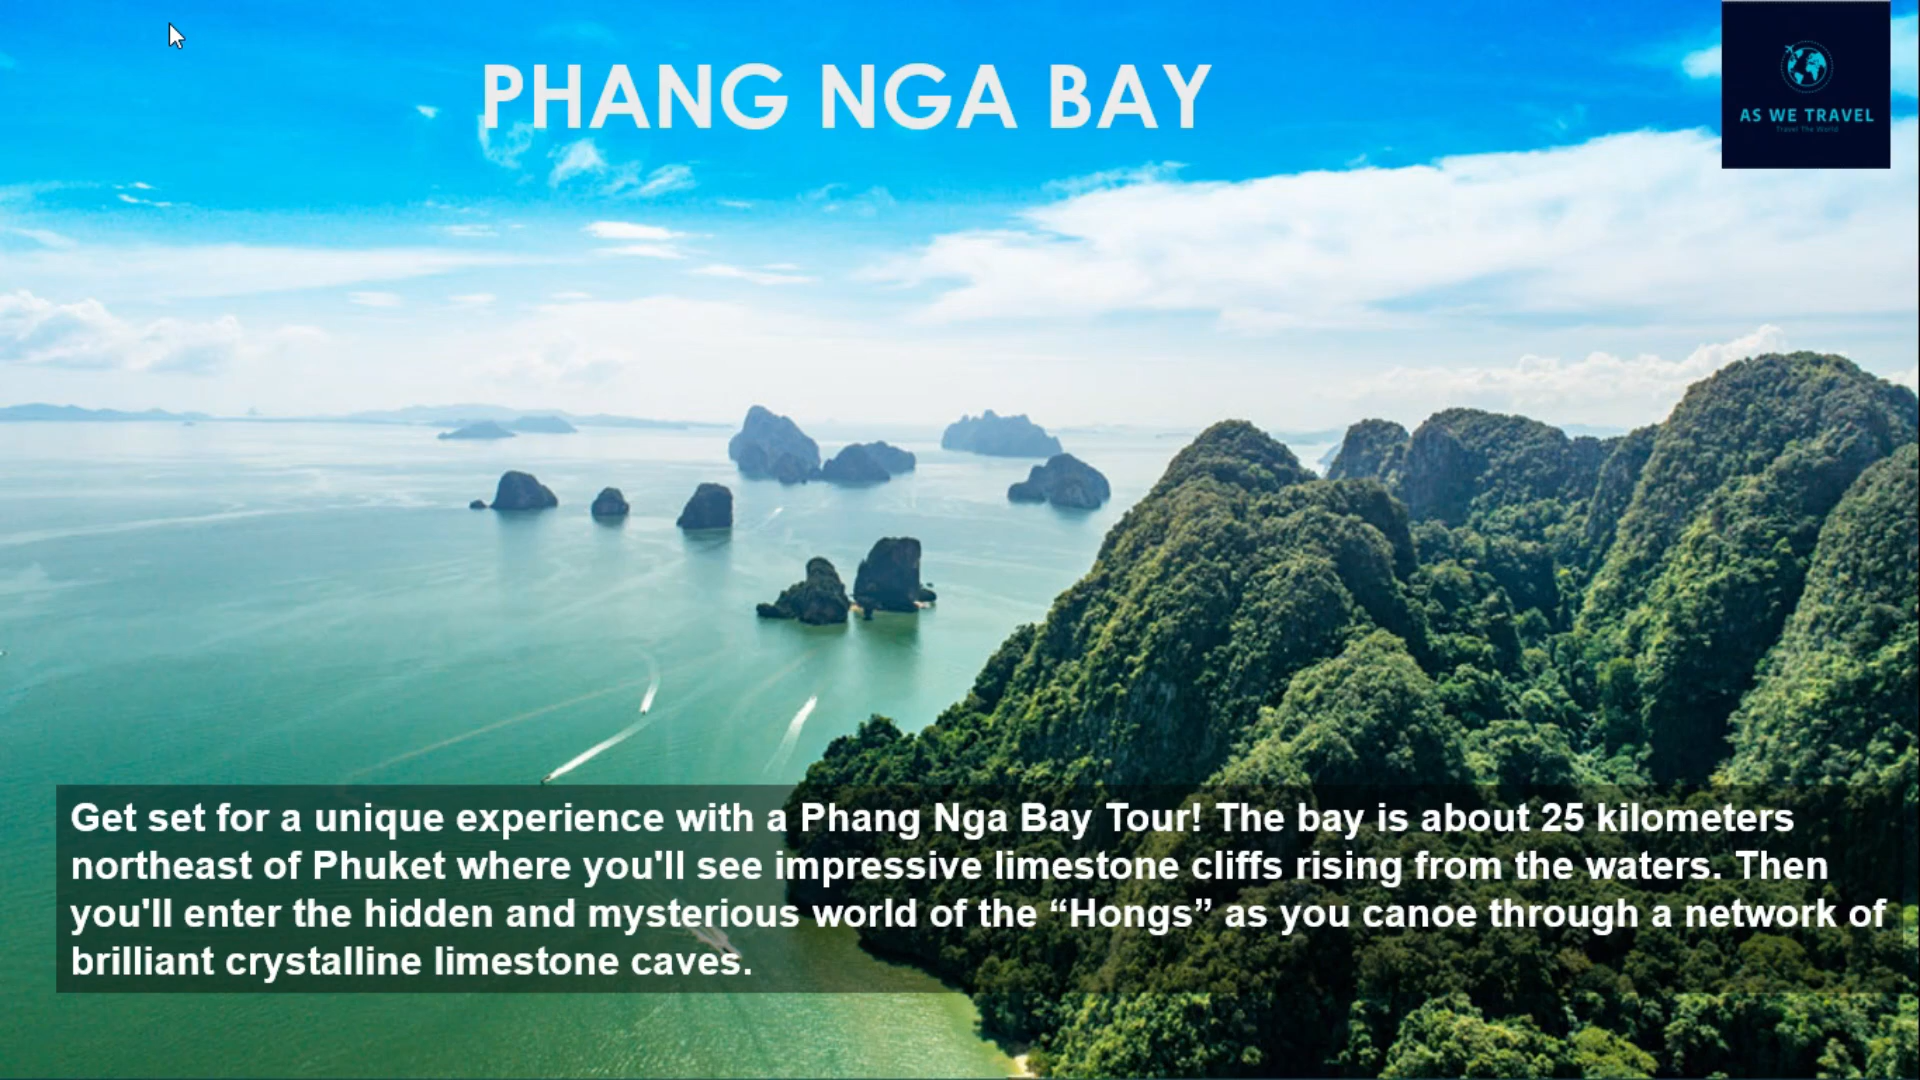 PHANG NGA BAY
AS WE TRAVEL
Travel The World
Get set for a unique experience with a Phang Nga Bay Tour! The bay is about 25 kilometers
northeast of Phuket where you'll see impressive limestone cliffs rising from the waters. Then
you'll enter the hidden and mysterious world of the “Hongs” as you canoe through a network of
brilliant crystalline limestone caves.